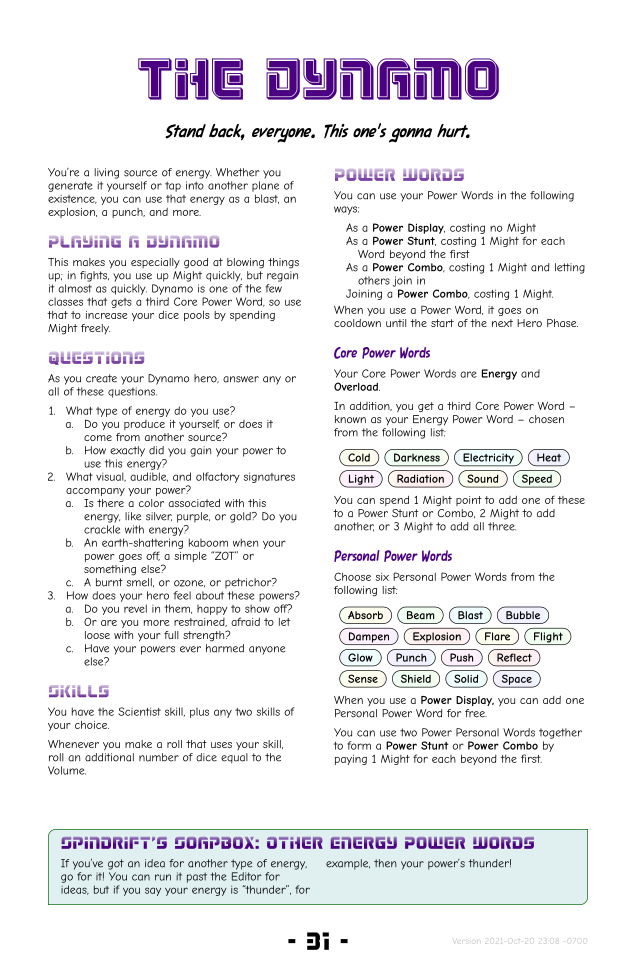 THE DYNAMO
Stand back, everyone. This one's gonna hurt.
You're a living source of energy. Whether you
generate it yourself or tap into another plane of
existence, you can use that energy as a blast, an
explosion, a punch, and more.
PLAYING A DYNAMO
This makes you especially good at blowing things
up; in fights, you use up Might quickly, but regain
it almost as quickly. Dynamo is one of the few
classes that gets a third Core Power Word, so use
that to increase your dice pools by spending
Might freely.
QUESTIONS
As you create your Dynamo hero, answer any or
all of these questions.
1. What type of energy do you use?
a. Do you produce it yourself, or does it
come from another source?
b. How exactly did you gain your power to
use this energy?
2. What visual, audible, and olfactory signatures
accompany your power?
a. Is there a color associated with this
energy, like silver, purple, or gold? Do you
crackle with energy?
b. An earth-shattering kaboom when your
power goes off, a simple “ZOT” or
something else?
c. A burnt smell, or ozone, or petrichor?
3. How does your hero feel about these powers?
a. Do you revel in them, happy to show off?
b. Or are you more restrained, afraid to let
loose with your full strength?
c. Have your powers ever harmed anyone
else?
SKILLS
You have the Scientist skill, plus any two skills of
your choice.
Whenever you make a roll that uses your skill,
roll an additional number of dice equal to the
Volume.
POWER WORDS
You can use your Power Words in the following
ways:
As a Power Display, costing no Might
As a Power Stunt, costing 1 Might for each
Word beyond the first
As a Power Combo, costing 1 Might and letting
others join in
Joining a Power Combo, costing 1 Might.
When you use a Power Word, it goes on
cooldown until the start of the next Hero Phase.
Core Power Words
Your Core Power Words are Energy and
Overload.
In addition, you get a third Core Power Word –
known as your Energy Power Word – chosen
from the following list:
Cold Darkness Electricity Heat
Light Radiation Sound Speed
You can spend 1 Might point to add one of these
to a Power Stunt or Combo, 2 Might to add
another, or 3 Might to add all three.
Personal Power Words
Choose six Personal Power Words from the
following list:
Absorb Beam Blast Bubble
Dampen Explosion Flare Flight
Glow Punch Push Reflect
Sense Shield Solid Space
When you use a Power Display, you can add one
Personal Power Word for free.
You can use two Power Personal Words together
to form a Power Stunt or Power Combo by
paying 1 Might for each beyond the first.
SPINDRIFT'S SOAPBOX: OTHER ENERGY POWER WORDS
If you've got an idea for another type of energy,
go for it! You can run it past the Editor for
ideas, but if you say your energy is “thunder”, for
example, then your power's thunder!
- 31 -
Version 2021-Oct-20 23:08 -0700